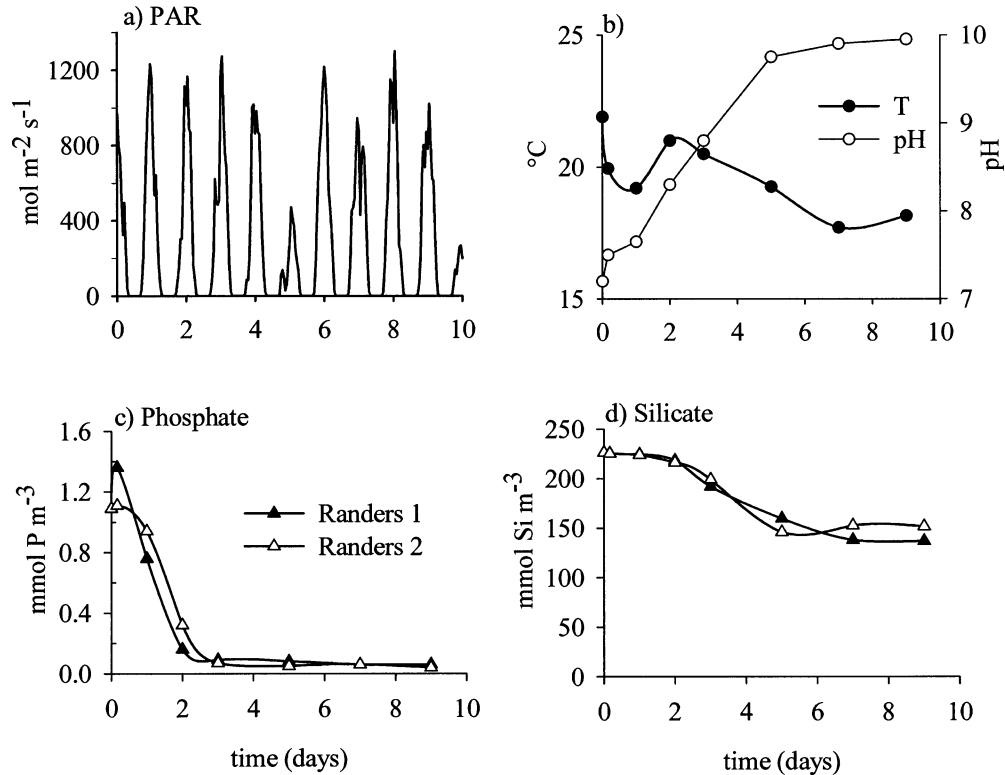 a) PAR
1200
800
400
0
mol m-2 s-1
0 2 4 6 8 10
25
20
15
°C
10
9
8
7
pH
T
pH
0 2 4 6 8 10
c) Phosphate
1.6
1.2
0.8
0.4
0.0
mmol P m-3
Randers 1
Randers 2
0 2 4 6 8 10
time (days)
d) Silicate
250
200
150
100
50
0
mmol Si m-3
0 2 4 6 8 10
time (days)